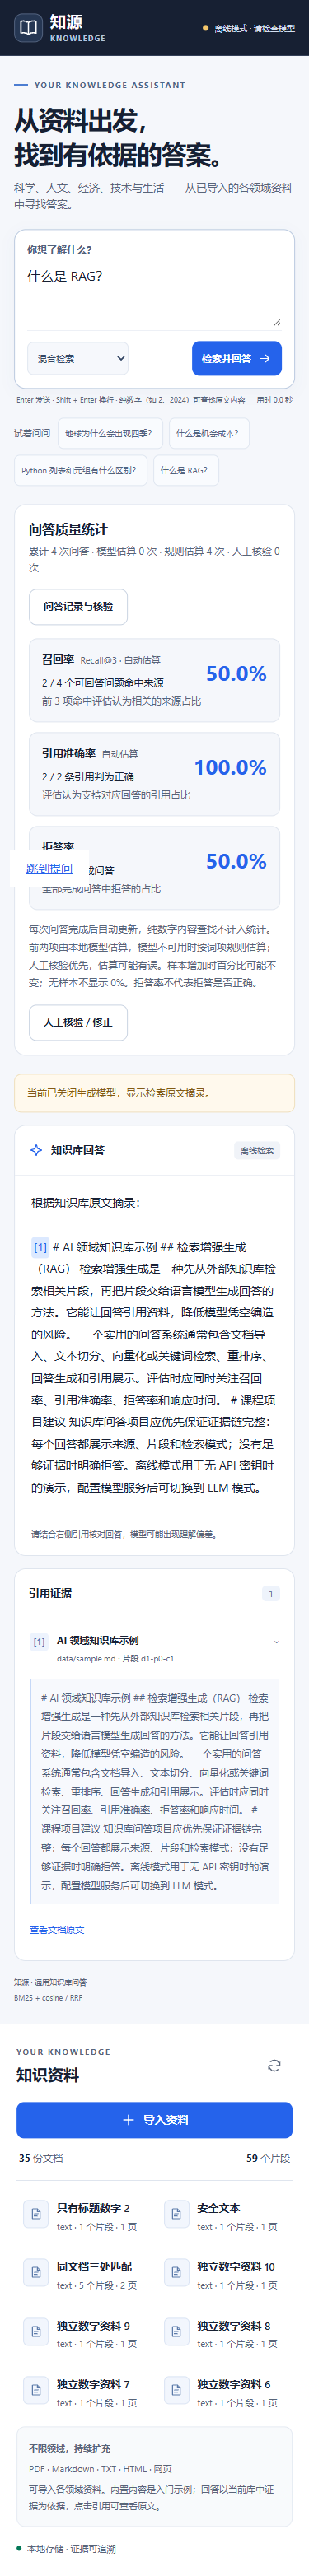 知源
KNOWLEDGE
离线模式 · 请检查模型
YOUR KNOWLEDGE ASSISTANT
从资料出发，
找到有依据的答案。
科学、人文、经济、技术与生活——从已导入的各领域资料
中寻找答案。
你想了解什么？
什么是 RAG？
混合检索
检索并回答
Enter 发送 · Shift + Enter 换行 · 纯数字（如 2、2024）可查找原文内容
用时 0.0 秒
试着问问
地球为什么会出现四季？
什么是机会成本？
Python 列表和元组有什么区别？
什么是 RAG？
问答质量统计
累计 4 次问答 · 模型估算 0 次 · 规则估算 4 次 · 人工核验 0
次
问答记录与核验
召回率 Recall@3 · 自动估算
2 / 4 个可回答问题命中来源
前 3 项命中评估认为相关的来源占比
50.0%
引用准确率 自动估算
2 / 2 条引用判为正确
评估认为支持对应回答的引用占比
100.0%
拒答率
跳到提问
成问答
全部完成问答中拒答的占比
50.0%
每次问答完成后自动更新，纯数字内容查找不计入统计。
前两项由本地模型估算，模型不可用时按词项规则估算；
人工核验优先，估算可能有误。样本增加时百分比可能不
变；无样本不显示 0%。拒答率不代表拒答是否正确。
人工核验 / 修正
当前已关闭生成模型，显示检索原文摘录。
知识库回答
离线检索
根据知识库原文摘录：
[1] # AI 领域知识库示例 ## 检索增强生成
（RAG） 检索增强生成是一种先从外部知识库检
索相关片段，再把片段交给语言模型生成回答的
方法。它能让回答引用资料，降低模型凭空编造
的风险。 一个实用的问答系统通常包含文档导
入、文本切分、向量化或关键词检索、重排序、
回答生成和引用展示。评估时应同时关注召回
率、引用准确率、拒答率和响应时间。 # 课程项
目建议 知识库问答项目应优先保证证据链完整：
每个回答都展示来源、片段和检索模式；没有足
够证据时明确拒答。离线模式用于无 API 密钥时
的演示，配置模型服务后可切换到 LLM 模式。
请结合右侧引用核对回答，模型可能出现理解偏差。
引用证据
1
[1] AI 领域知识库示例
data/sample.md · 片段 d1-p0-c1
# AI 领域知识库示例 ## 检索增强生成（RAG） 检索
增强生成是一种先从外部知识库检索相关片段，再把
片段交给语言模型生成回答的方法。它能让回答引用
资料，降低模型凭空编造的风险。 一个实用的问答
系统通常包含文档导入、文本切分、向量化或关键词
检索、重排序、回答生成和引用展示。评估时应同时
关注召回率、引用准确率、拒答率和响应时间。 #
课程项目建议 知识库问答项目应优先保证证据链完
整：每个回答都展示来源、片段和检索模式；没有足
够证据时明确拒答。离线模式用于无 API 密钥时的演
示，配置模型服务后可切换到 LLM 模式。
查看文档原文
知源 · 通用知识库问答
BM25 + cosine / RRF
YOUR KNOWLEDGE
知识资料
导入资料
35 份文档
59 个片段
只有标题数字 2
text · 1 个片段 · 1 页
安全文本
text · 1 个片段 · 1 页
同文档三处匹配
text · 5 个片段 · 2 页
独立数字资料 10
text · 1 个片段 · 1 页
独立数字资料 9
text · 1 个片段 · 1 页
独立数字资料 8
text · 1 个片段 · 1 页
独立数字资料 7
text · 1 个片段 · 1 页
独立数字资料 6
text · 1 个片段 · 1 页
不限领域，持续扩充
PDF · Markdown · TXT · HTML · 网页
可导入各领域资料。内置内容是入门示例；回答以当前库中证
据为依据，点击引用可查看原文。
本地存储 · 证据可追溯